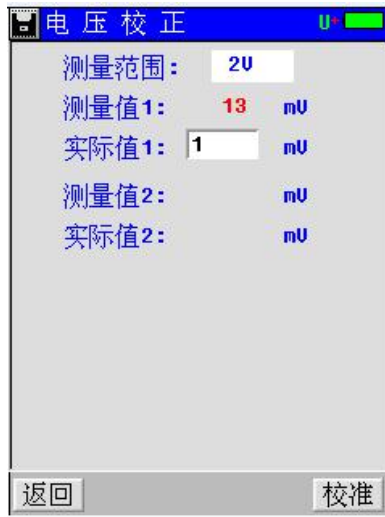 电压校正 U+
测量范围： 2V
测量值1： 13 mV
实际值1： 1 mV
测量值2： mV
实际值2： mV
返回 校准